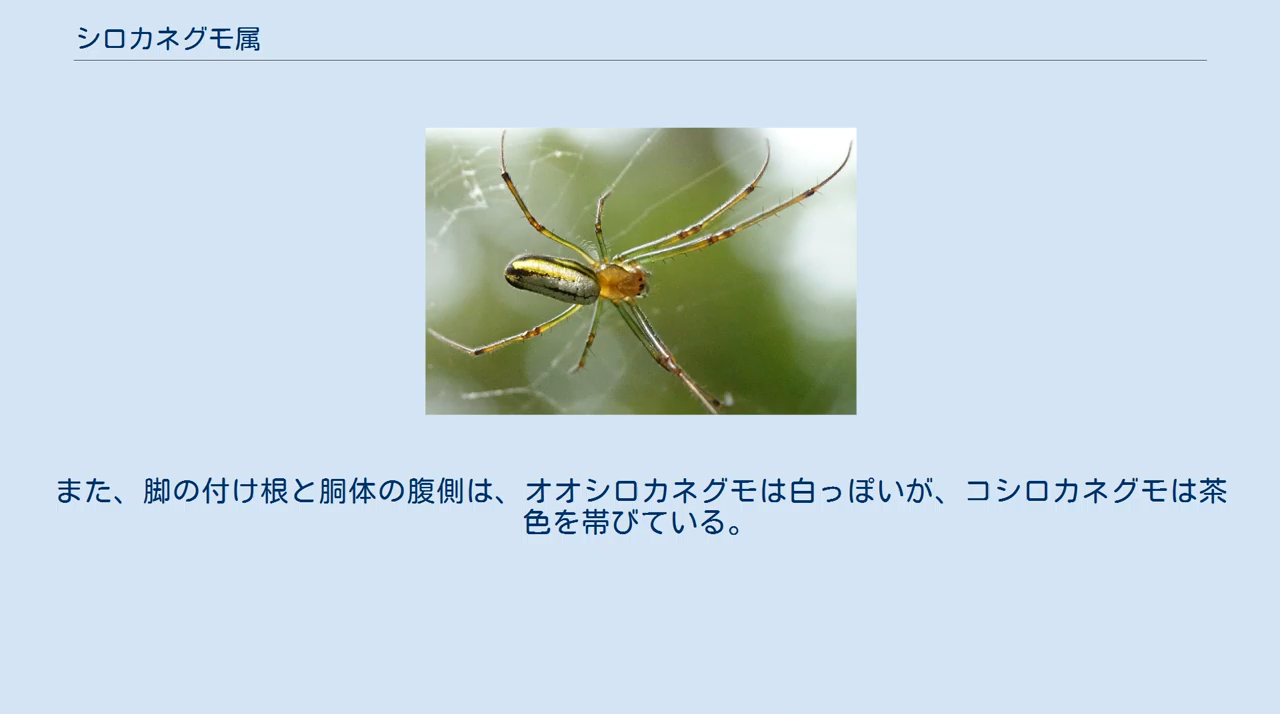 シロカネグモ属
また、脚の付け根と胴体の腹側は、オオシロカネグモは白っぽいが、コシロカネグモは茶
色を帯びている。